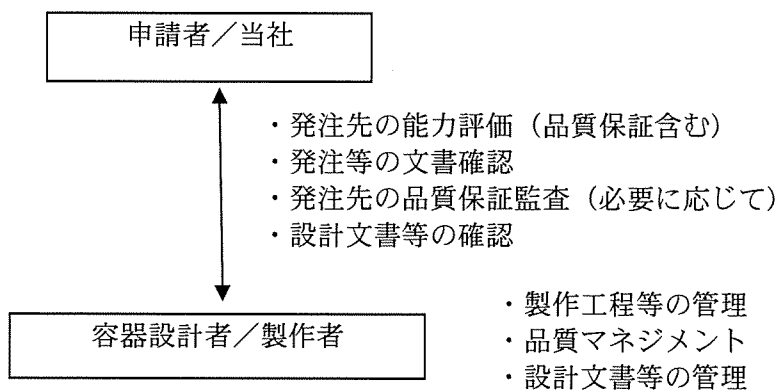 申請者／当社
・発注先の能力評価（品質保証含む）
・発注等の文書確認
・発注先の品質保証監査（必要に応じて）
・設計文書等の確認
容器設計者／製作者
・製作工程等の管理
・品質マネジメント
・設計文書等の管理